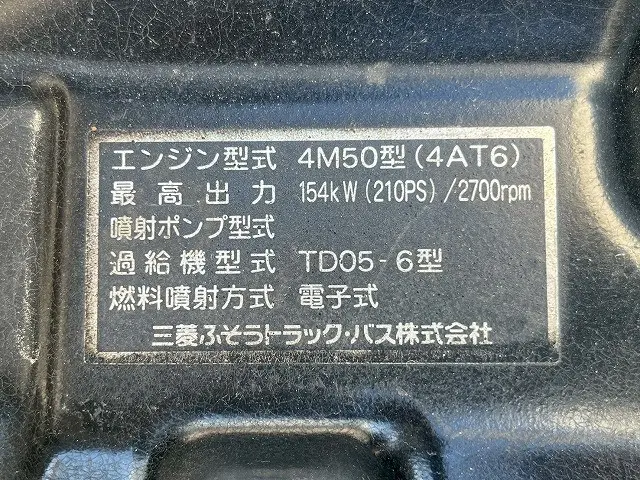 エンジン型式 4M50型(4AT6)
最高出力 154kW(210PS)/2700rpm
噴射ポンプ型式
過給機型式 TD05-6型
燃料噴射方式 電子式
三菱ふそうトラック・バス株式会社